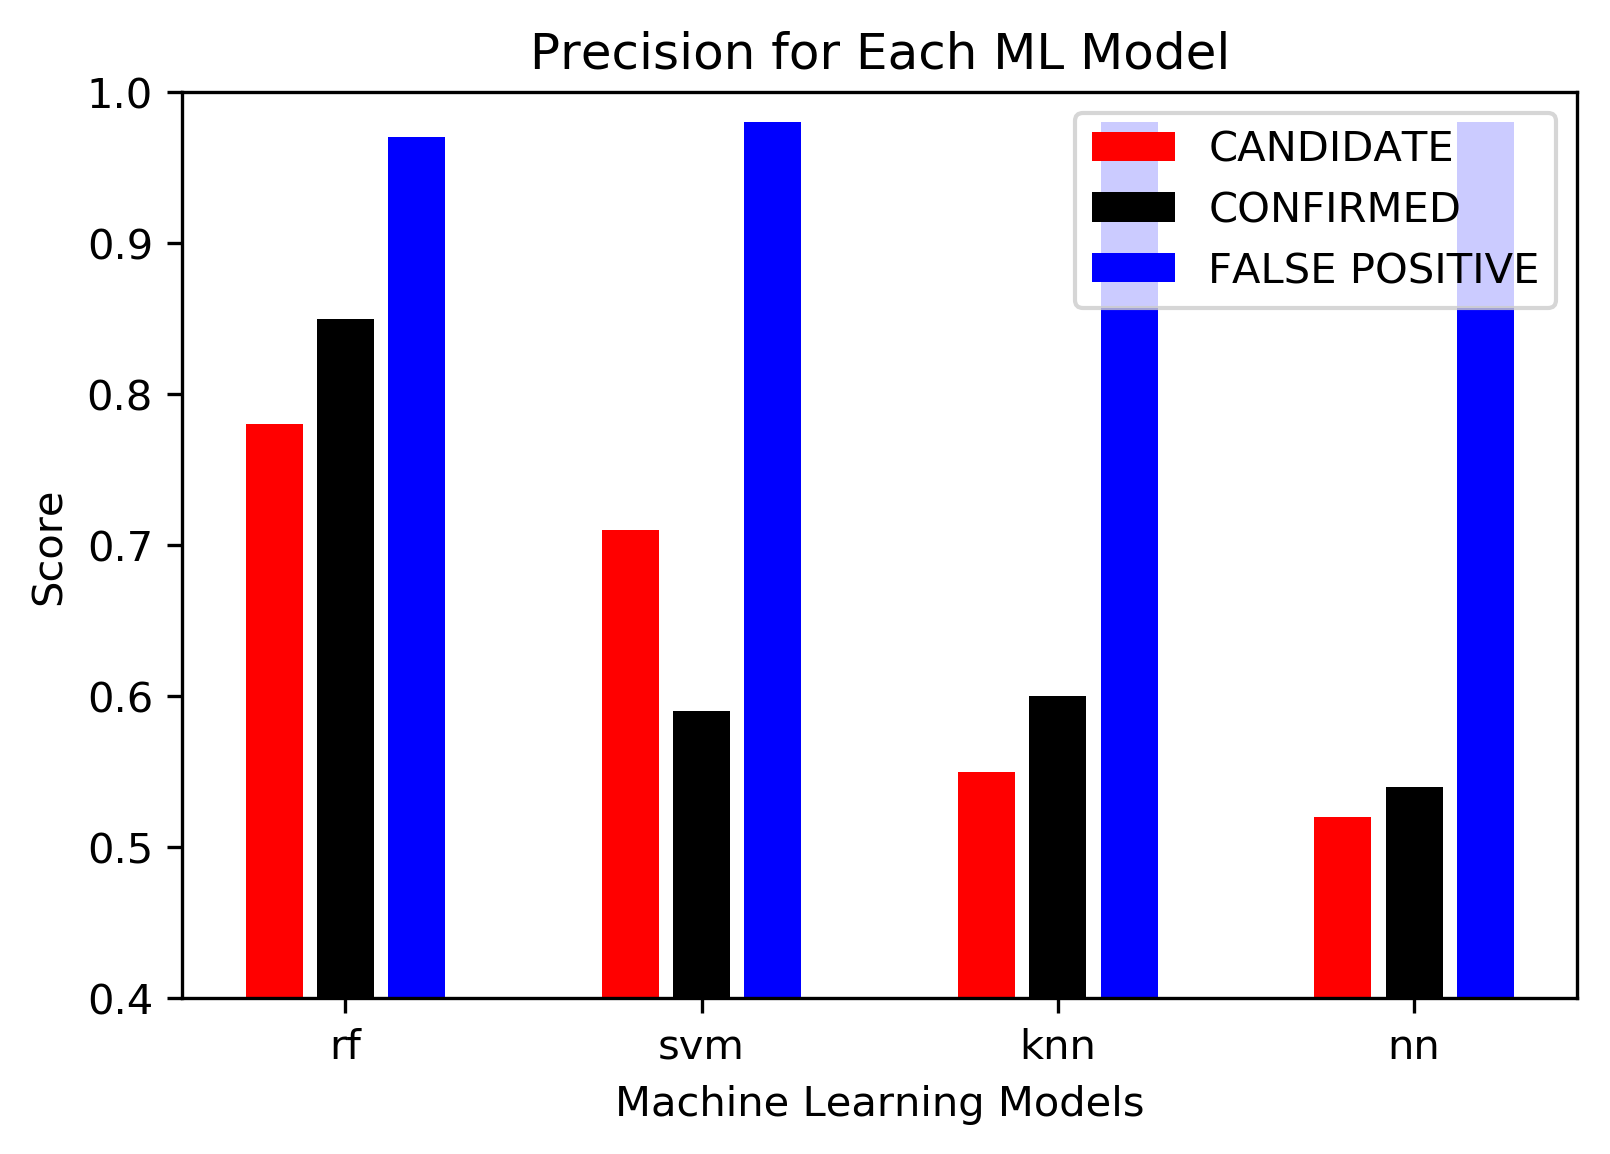 Precision for Each ML Model
1.0
0.9
0.8
0.7
0.6
0.5
0.4
Score
CANDIDATE
CONFIRMED
FALSE POSITIVE
rf svm knn nn
Machine Learning Models